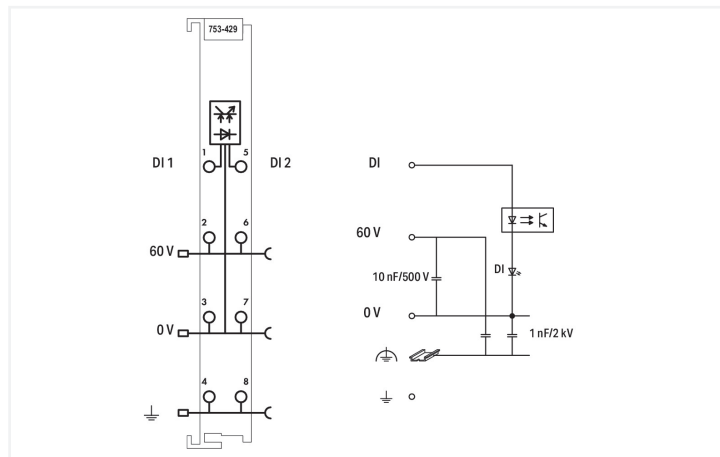 753-429
1 5
DI 1 DI 2
2 6
60 V
3 7
0 V
4 8
DI
60 V
10 nF/500 V
DI
0 V
1 nF/2 kV